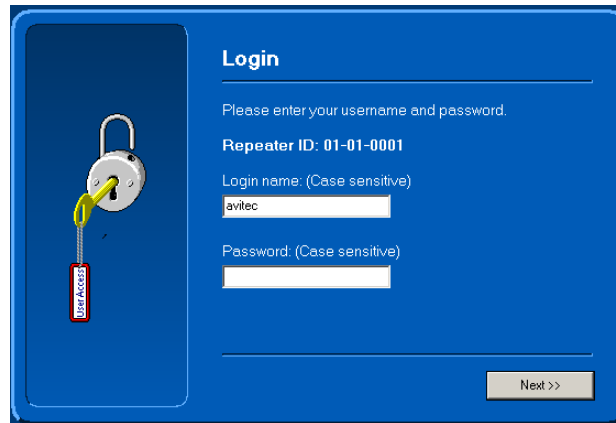 Login
Please enter your username and password.
Repeater ID: 01-01-0001
Login name: (Case sensitive)
avitec
Password: (Case sensitive)
User Access
Next >>